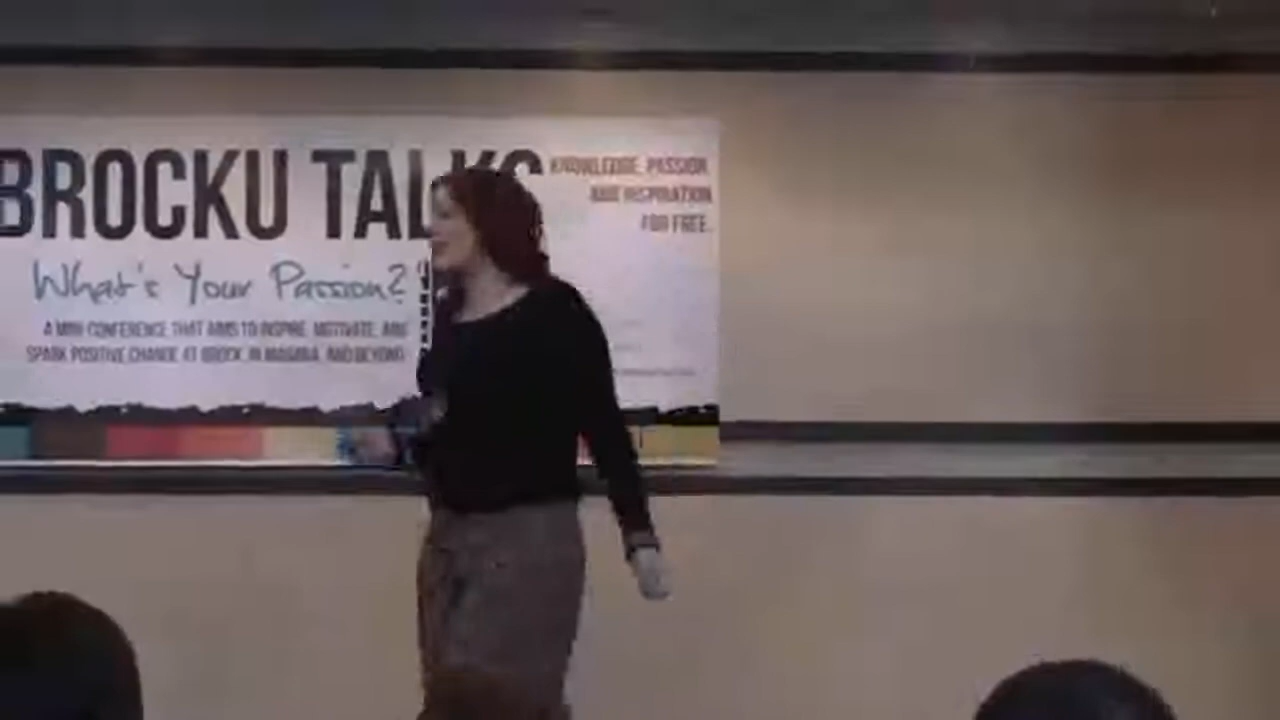 BROCKU TALKS
What's Your Passion?
A MINI-CONFERENCE THAT AIMS TO INSPIRE, MOTIVATE, AND
SPARK POSITIVE CHANGE AT BROCK, IN NIAGARA, AND BEYOND
KNOWLEDGE. PASSION.
AND INSPIRATION
FOR FREE.